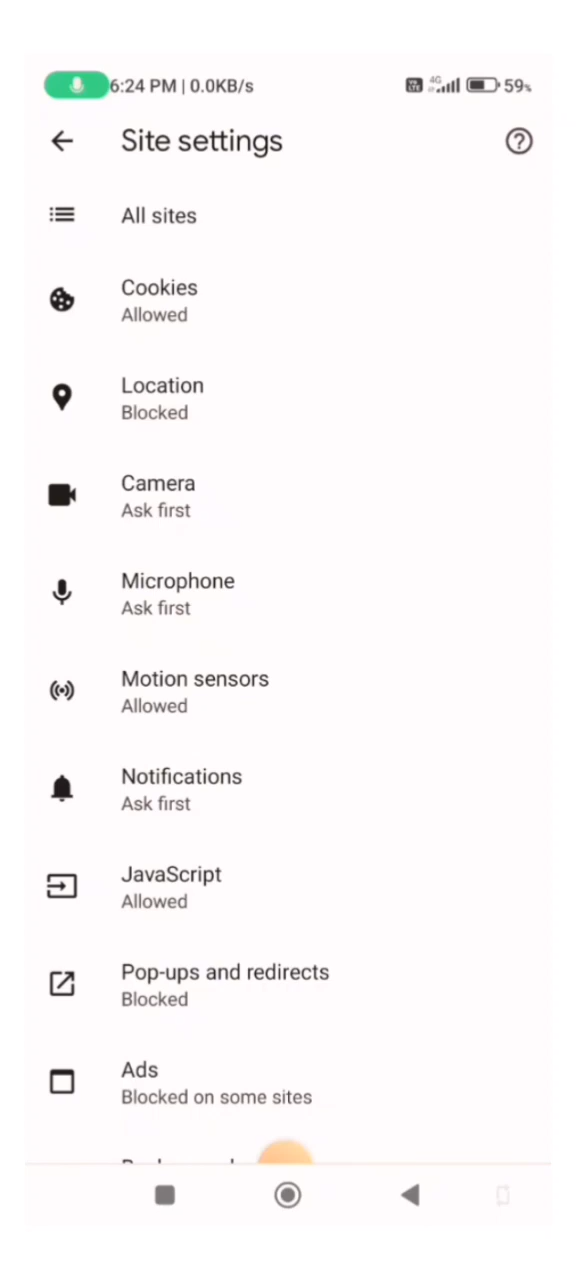 6:24 PM | 0.0KB/s 4G 59%
Site settings
All sites
Cookies
Allowed
Location
Blocked
Camera
Ask first
Microphone
Ask first
Motion sensors
Allowed
Notifications
Ask first
JavaScript
Allowed
Pop-ups and redirects
Blocked
Ads
Blocked on some sites